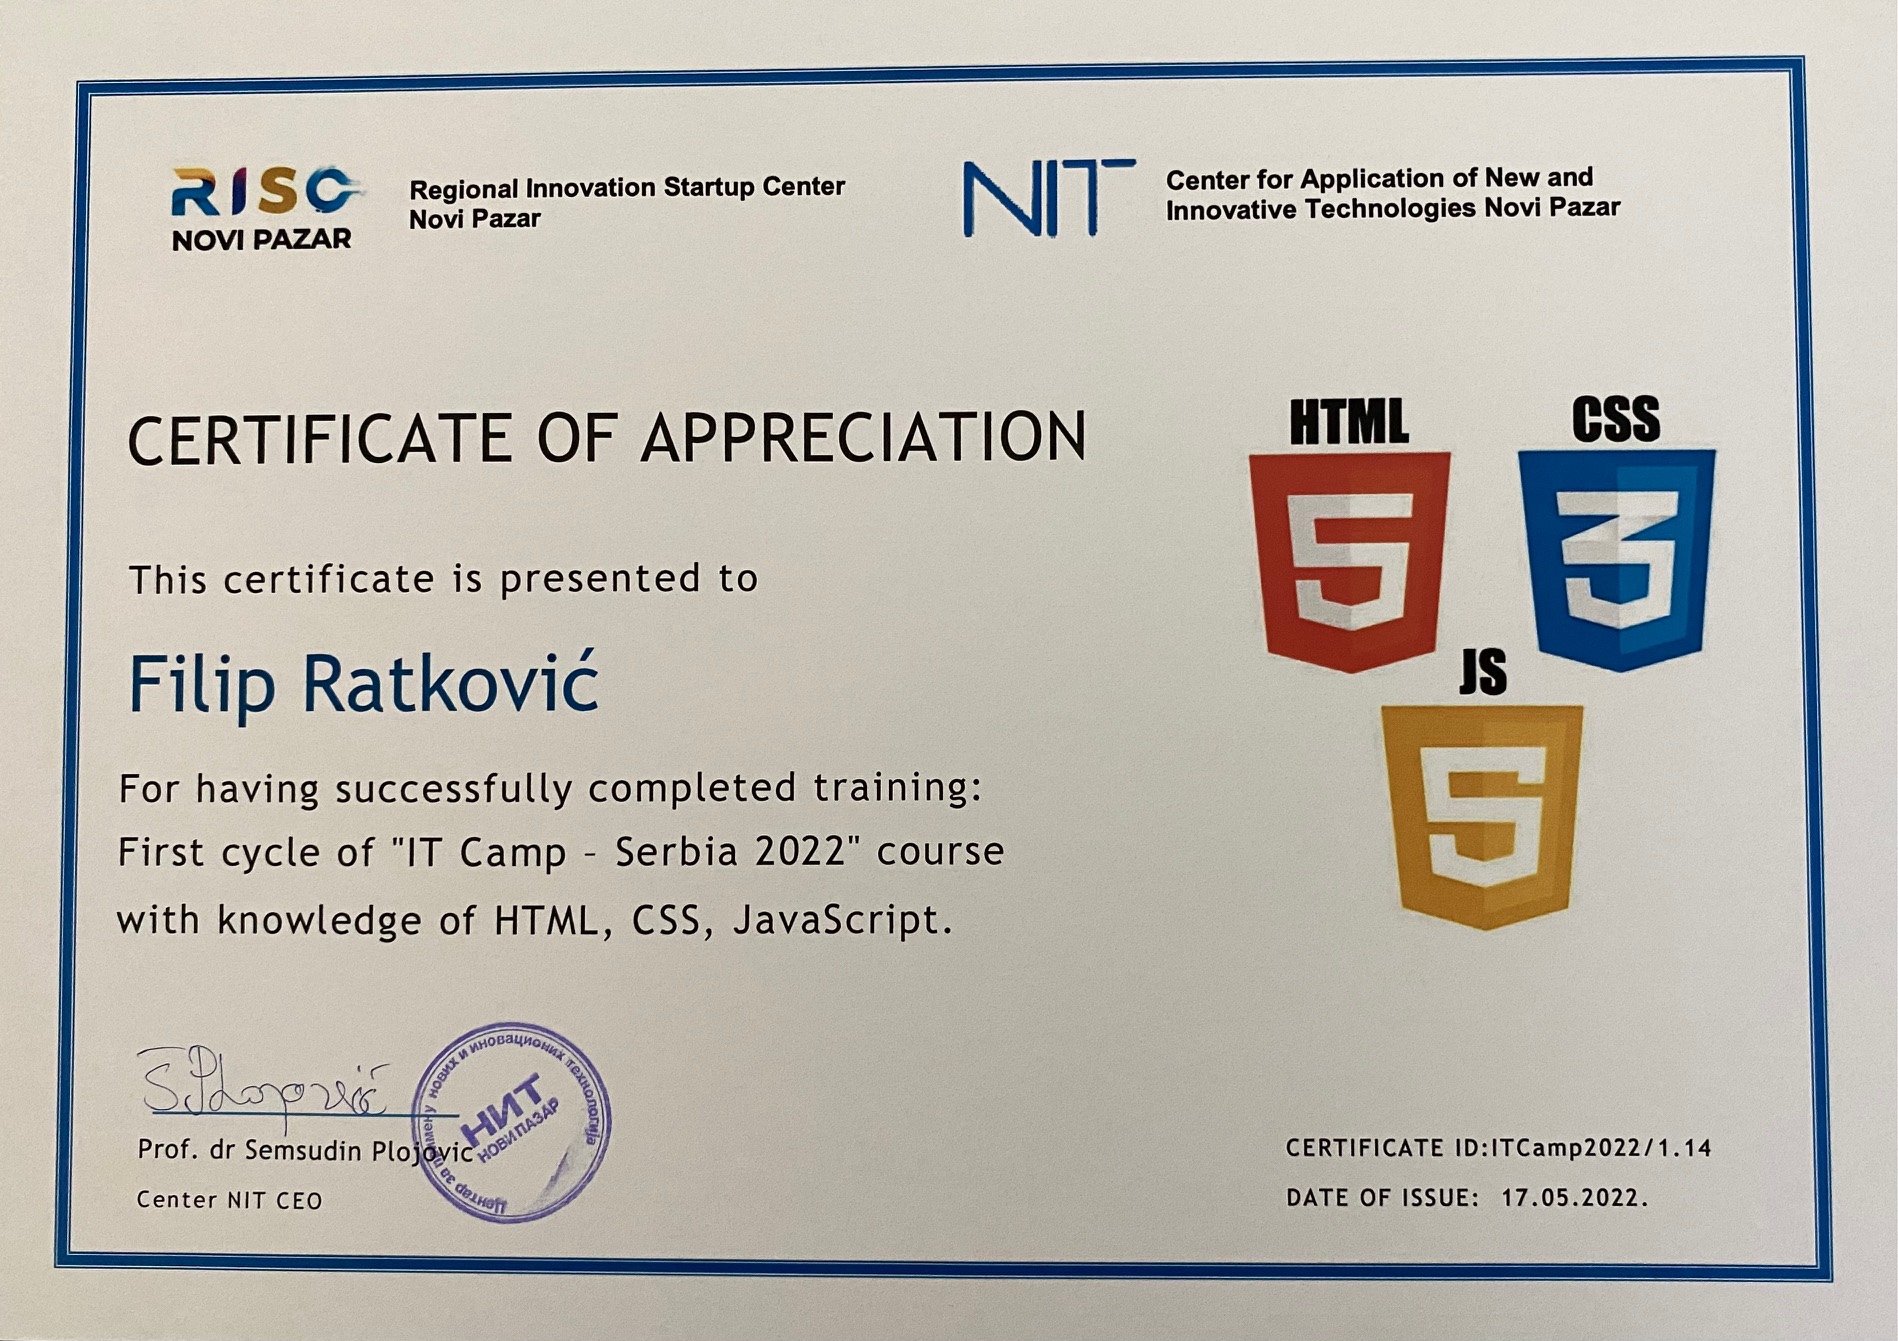 RISC
NOVI PAZAR
Regional Innovation Startup Center
Novi Pazar
NIT
Center for Application of New and
Innovative Technologies Novi Pazar
CERTIFICATE OF APPRECIATION
HTML
5
CSS
3
JS
5
This certificate is presented to
Filip Ratković
For having successfully completed training:
First cycle of "IT Camp – Serbia 2022" course
with knowledge of HTML, CSS, JavaScript.
S. Plojović
Prof. dr Semsudin Plojovic
Center NIT CEO
Центар за примену нових и иновационих технологија
НИТ
НОВИ ПАЗАР
CERTIFICATE ID:ITCamp2022/1.14
DATE OF ISSUE: 17.05.2022.